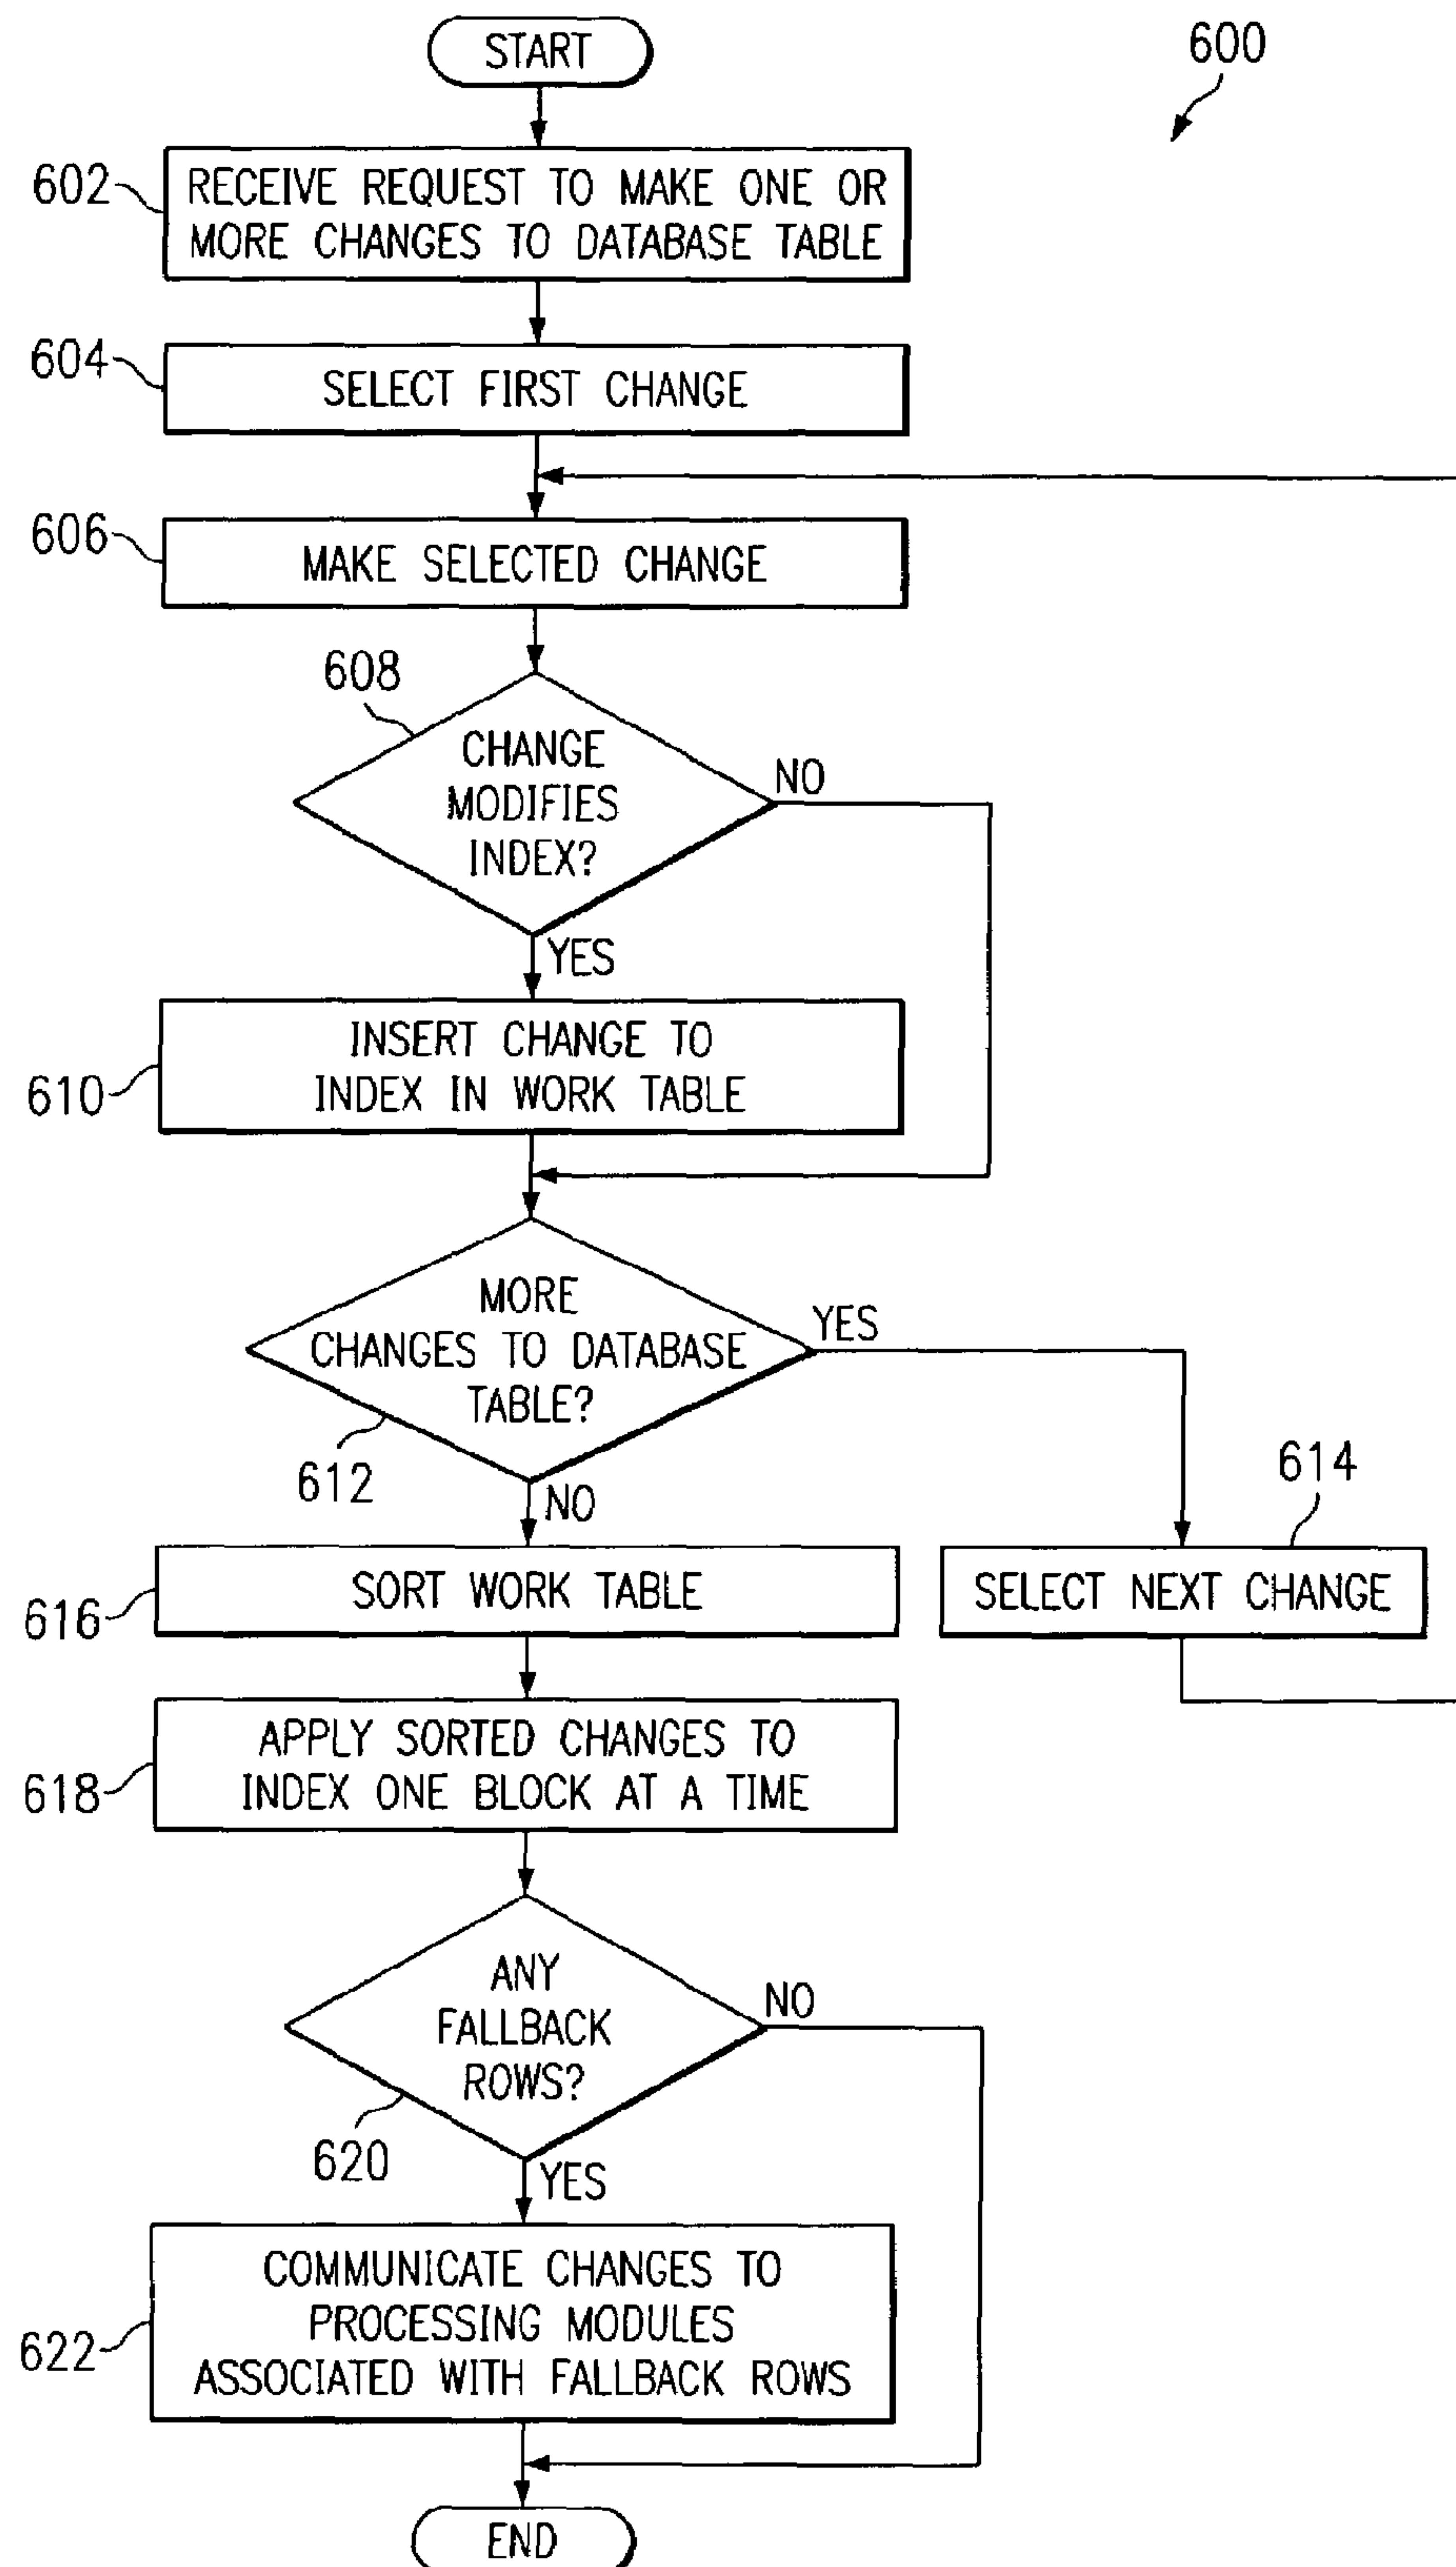 START
600
602
RECEIVE REQUEST TO MAKE ONE OR
MORE CHANGES TO DATABASE TABLE
604
SELECT FIRST CHANGE
606
MAKE SELECTED CHANGE
608
CHANGE
MODIFIES
INDEX?
NO
YES
610
INSERT CHANGE TO
INDEX IN WORK TABLE
MORE
CHANGES TO DATABASE
TABLE?
YES
612
NO
614
SELECT NEXT CHANGE
616
SORT WORK TABLE
618
APPLY SORTED CHANGES TO
INDEX ONE BLOCK AT A TIME
ANY
FALLBACK
ROWS?
NO
620
YES
622
COMMUNICATE CHANGES TO
PROCESSING MODULES
ASSOCIATED WITH FALLBACK ROWS
END